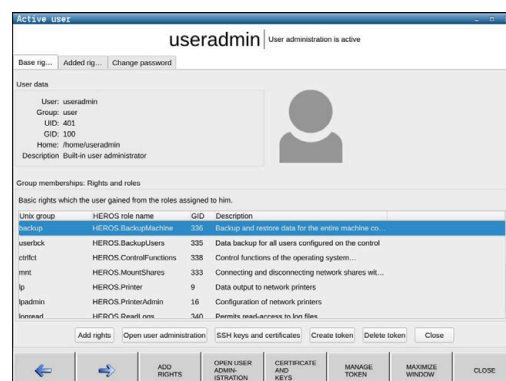 Active user
useradmin User administration is active
Base rig... Added rig... Change password
User data
User: useradmin
Group: user
UID: 401
GID: 100
Home: /home/useradmin
Description Built-in user administrator
Group memberships: Rights and roles
Basic rights which the user gained from the roles assigned to him.
Unix group HEROS role name GID Description
backup HEROS.BackupMachine 336 Backup and restore data for the entire machine co...
userbck HEROS.BackupUsers 335 Data backup for all users configured on the control
ctrlfct HEROS.ControlFunctions 338 Control functions of the operating system...
mnt HEROS.MountShares 333 Connecting and disconnecting network shares wit...
lp HEROS.Printer 9 Data output to network printers
lpadmin HEROS.PrinterAdmin 16 Configuration of network printers
logread HEROS.ReadLogs 340 Permits read-access to log files
Add rights Open user administration SSH keys and certificates Create token Delete token Close
ADD RIGHTS
OPEN USER ADMIN-ISTRATION
CERTIFICATE AND KEYS
MANAGE TOKEN
MAXIMIZE WINDOW
CLOSE